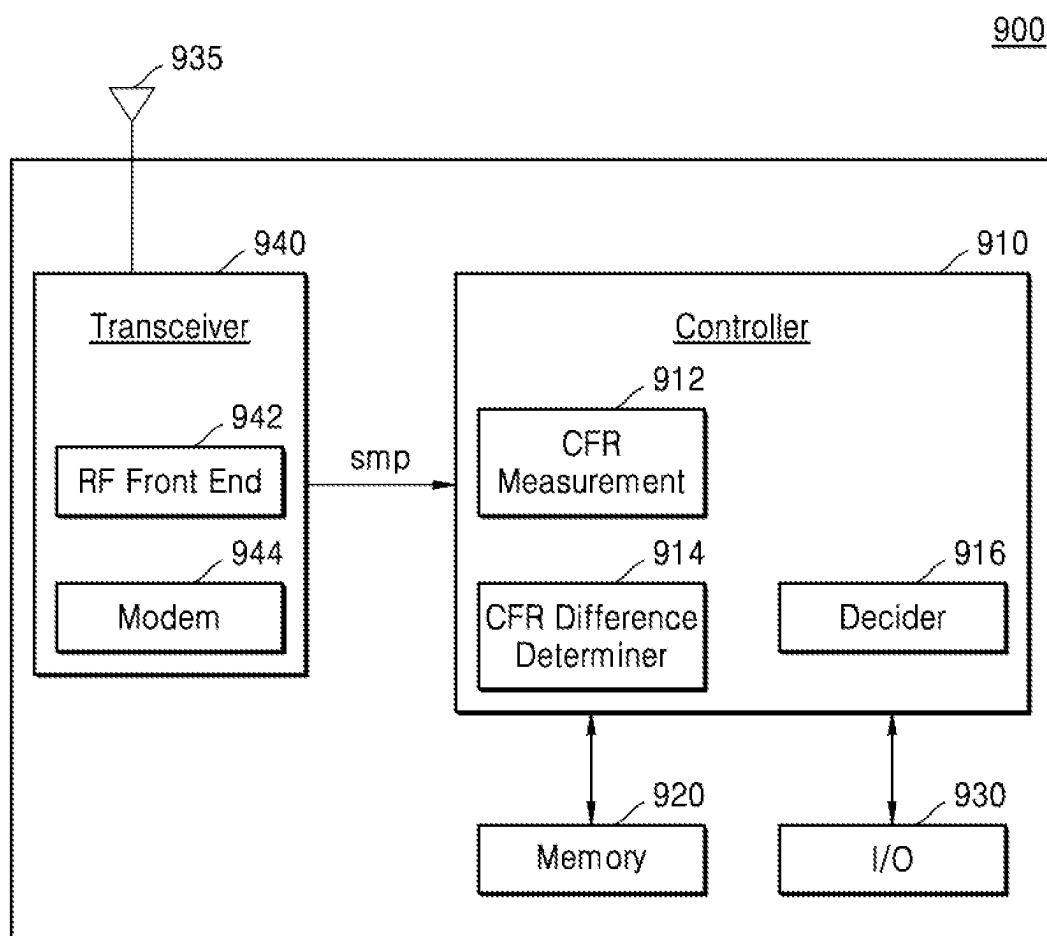 900
935
940
910
Transceiver
Controller
912
942
CFR
Measurement
RF Front End
smp
944
914
916
Modem
CFR Difference
Determiner
Decider
920
930
Memory
I/O